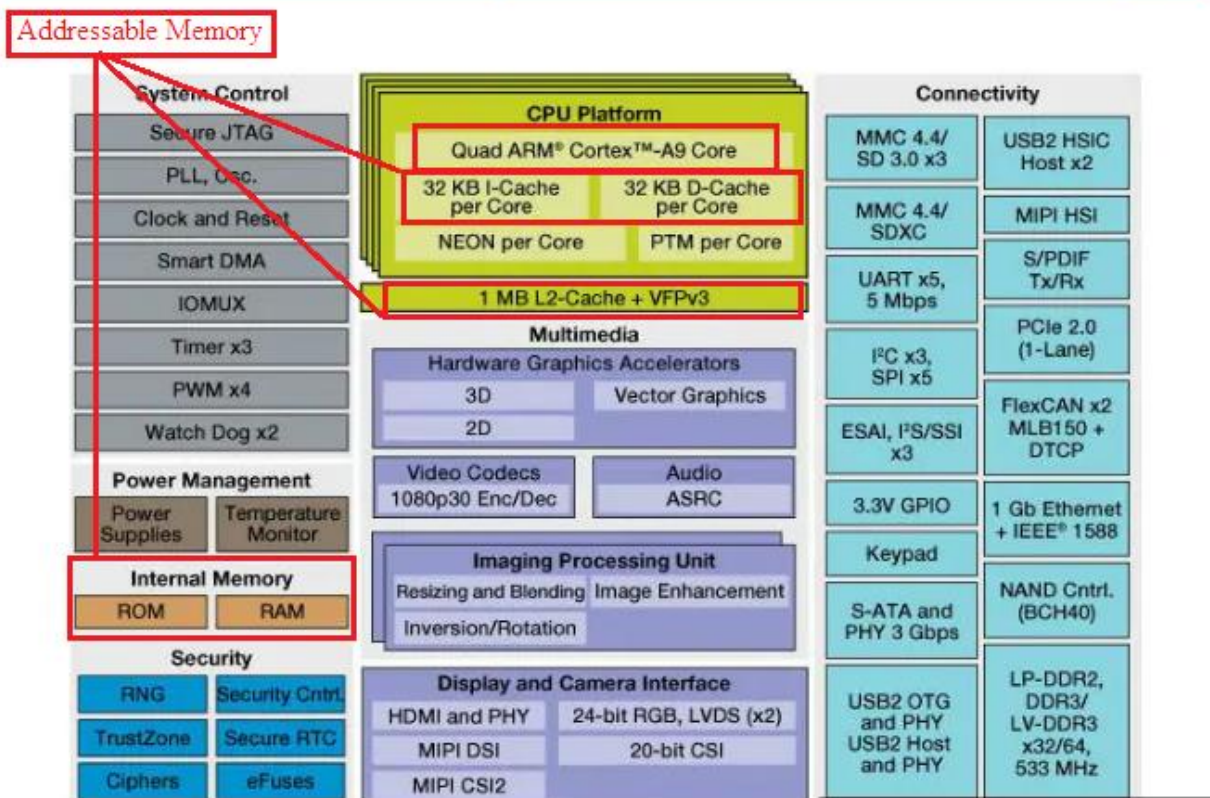 Addressable Memory
System Control
Secure JTAG
PLL, Osc.
Clock and Reset
Smart DMA
IOMUX
Timer x3
PWM x4
Watch Dog x2
Power Management
Power
Supplies
Temperature
Monitor
Internal Memory
ROM
RAM
Security
RNG
Security Cntrl.
TrustZone
Secure RTC
Ciphers
eFuses
CPU Platform
Quad ARM® Cortex™-A9 Core
32 KB I-Cache
per Core
32 KB D-Cache
per Core
NEON per Core
PTM per Core
1 MB L2-Cache + VFPv3
Multimedia
Hardware Graphics Accelerators
3D
Vector Graphics
2D
Video Codecs
1080p30 Enc/Dec
Audio
ASRC
Imaging Processing Unit
Resizing and Blending
Image Enhancement
Inversion/Rotation
Display and Camera Interface
HDMI and PHY
24-bit RGB, LVDS (x2)
MIPI DSI
20-bit CSI
MIPI CSI2
Connectivity
MMC 4.4/
SD 3.0 x3
MMC 4.4/
SDXC
UART x5,
5 Mbps
I²C x3,
SPI x5
ESAI, I²S/SSI
x3
3.3V GPIO
Keypad
S-ATA and
PHY 3 Gbps
USB2 OTG
and PHY
USB2 Host
and PHY
USB2 HSIC
Host x2
MIPI HSI
S/PDIF
Tx/Rx
PCIe 2.0
(1-Lane)
FlexCAN x2
MLB150 +
DTCP
1 Gb Ethernet
+ IEEE® 1588
NAND Cntrl.
(BCH40)
LP-DDR2,
DDR3/
LV-DDR3
x32/64,
533 MHz